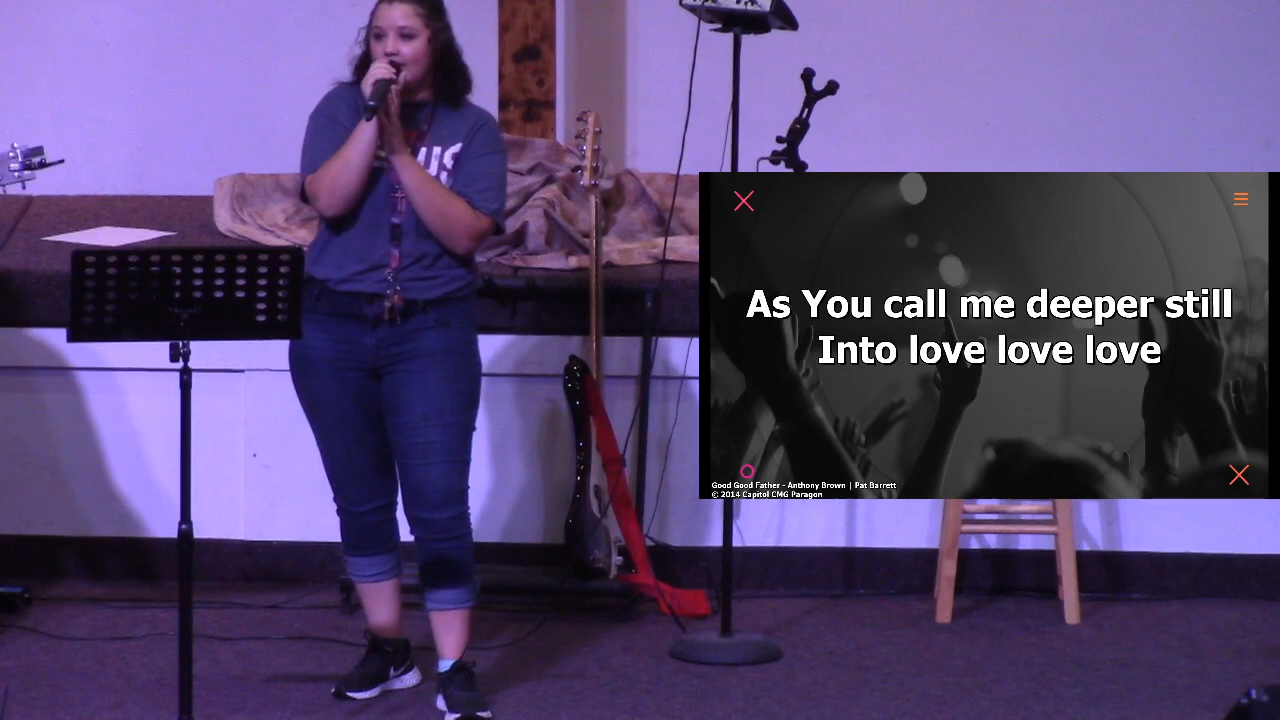 As You call me deeper still
Into love love love
Good Good Father - Anthony Brown | Pat Barrett
© 2014 Capitol CMG Paragon